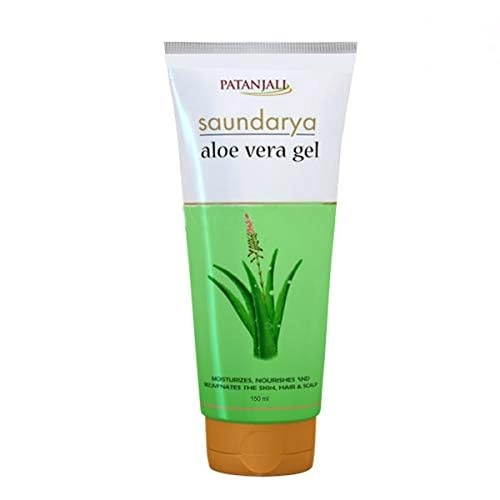 PATANJALI
saundarya
aloe vera gel
MOISTURIZES, NOURISHES AND
REJUVENATES THE SKIN, HAIR & SCALP
150 ml